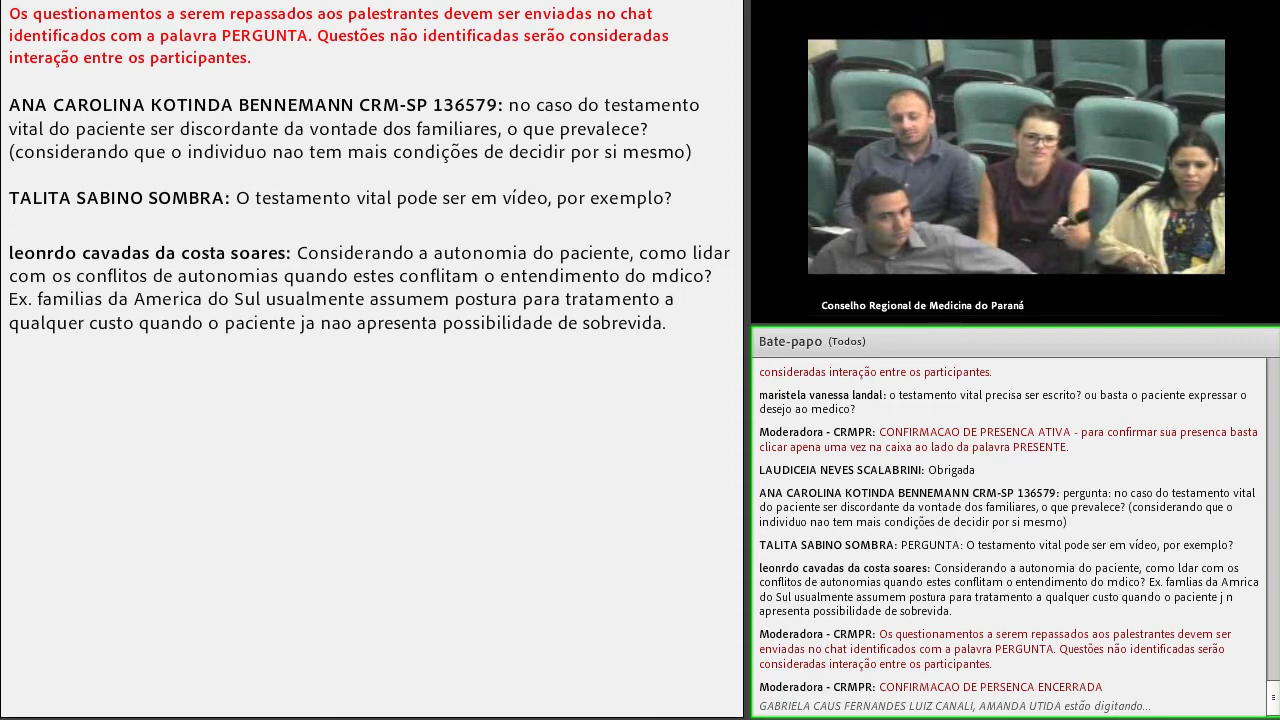 Os questionamentos a serem repassados aos palestrantes devem ser enviadas no chat
identificados com a palavra PERGUNTA. Questões não identificadas serão consideradas
interação entre os participantes.
ANA CAROLINA KOTINDA BENNEMANN CRM-SP 136579: no caso do testamento
vital do paciente ser discordante da vontade dos familiares, o que prevalece?
(considerando que o individuo nao tem mais condições de decidir por si mesmo)
TALITA SABINO SOMBRA: O testamento vital pode ser em vídeo, por exemplo?
leonrdo cavadas da costa soares: Considerando a autonomia do paciente, como lidar
com os conflitos de autonomias quando estes conflitam o entendimento do mdico?
Ex. familias da America do Sul usualmente assumem postura para tratamento a
qualquer custo quando o paciente ja nao apresenta possibilidade de sobrevida.
Conselho Regional de Medicina do Paraná
Bate-papo (Todos)
consideradas interação entre os participantes.
maristela vanessa landal: o testamento vital precisa ser escrito? ou basta o paciente expressar o
desejo ao medico?
Moderadora - CRMPR: CONFIRMACAO DE PRESENCA ATIVA - para confirmar sua presenca basta
clicar apena uma vez na caixa ao lado da palavra PRESENTE.
LAUDICEIA NEVES SCALABRINI: Obrigada
ANA CAROLINA KOTINDA BENNEMANN CRM-SP 136579: pergunta: no caso do testamento vital
do paciente ser discordante da vontade dos familiares, o que prevalece? (considerando que o
individuo nao tem mais condições de decidir por si mesmo)
TALITA SABINO SOMBRA: PERGUNTA: O testamento vital pode ser em vídeo, por exemplo?
leonrdo cavadas da costa soares: Considerando a autonomia do paciente, como ldar com os
conflitos de autonomias quando estes conflitam o entendimento do mdico? Ex. famlias da Amrica
do Sul usualmente assumem postura para tratamento a qualquer custo quando o paciente j n
apresenta possibilidade de sobrevida.
Moderadora - CRMPR: Os questionamentos a serem repassados aos palestrantes devem ser
enviadas no chat identificados com a palavra PERGUNTA. Questões não identificadas serão
consideradas interação entre os participantes.
Moderadora - CRMPR: CONFIRMACAO DE PERSENCA ENCERRADA
GABRIELA CAUS FERNANDES LUIZ CANALI, AMANDA UTIDA estão digitando...